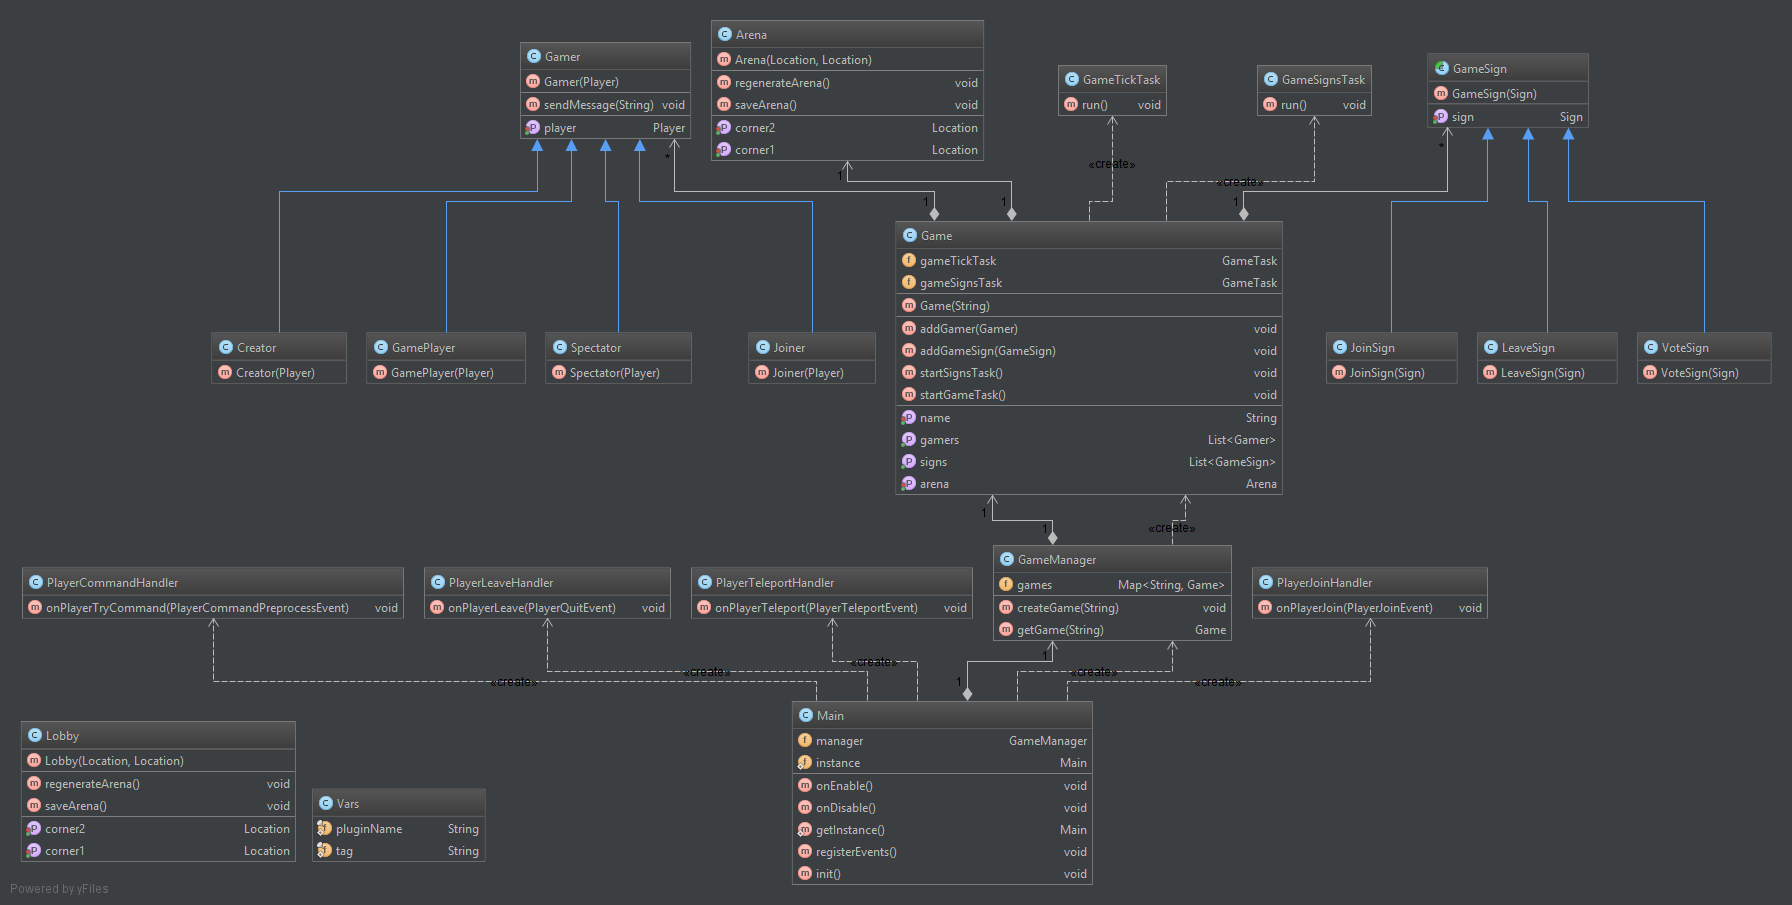 Gamer
Gamer(Player)
sendMessage(String) void
player Player
Arena
Arena(Location, Location)
regenerateArena() void
saveArena() void
corner2 Location
corner1 Location
GameTickTask
run() void
GameSignsTask
run() void
GameSign
GameSign(Sign)
sign Sign
*
1
«create»
«create»
*
1
1
1
Game
gameTickTask GameTask
gameSignsTask GameTask
Game(String)
addGamer(Gamer) void
addGameSign(GameSign) void
startSignsTask() void
startGameTask() void
name String
gamers List<Gamer>
signs List<GameSign>
arena Arena
Creator
Creator(Player)
GamePlayer
GamePlayer(Player)
Spectator
Spectator(Player)
Joiner
Joiner(Player)
JoinSign
JoinSign(Sign)
LeaveSign
LeaveSign(Sign)
VoteSign
VoteSign(Sign)
1
1
«create»
PlayerCommandHandler
onPlayerTryCommand(PlayerCommandPreprocessEvent) void
PlayerLeaveHandler
onPlayerLeave(PlayerQuitEvent) void
PlayerTeleportHandler
onPlayerTeleport(PlayerTeleportEvent) void
GameManager
games Map<String, Game>
createGame(String) void
getGame(String) Game
PlayerJoinHandler
onPlayerJoin(PlayerJoinEvent) void
«create»
«create»
«create»
1
1
«create»
«create»
Main
manager GameManager
instance Main
onEnable() void
onDisable() void
getInstance() Main
registerEvents() void
init() void
Lobby
Lobby(Location, Location)
regenerateArena() void
saveArena() void
corner2 Location
corner1 Location
Vars
pluginName String
tag String
Powered by yFiles